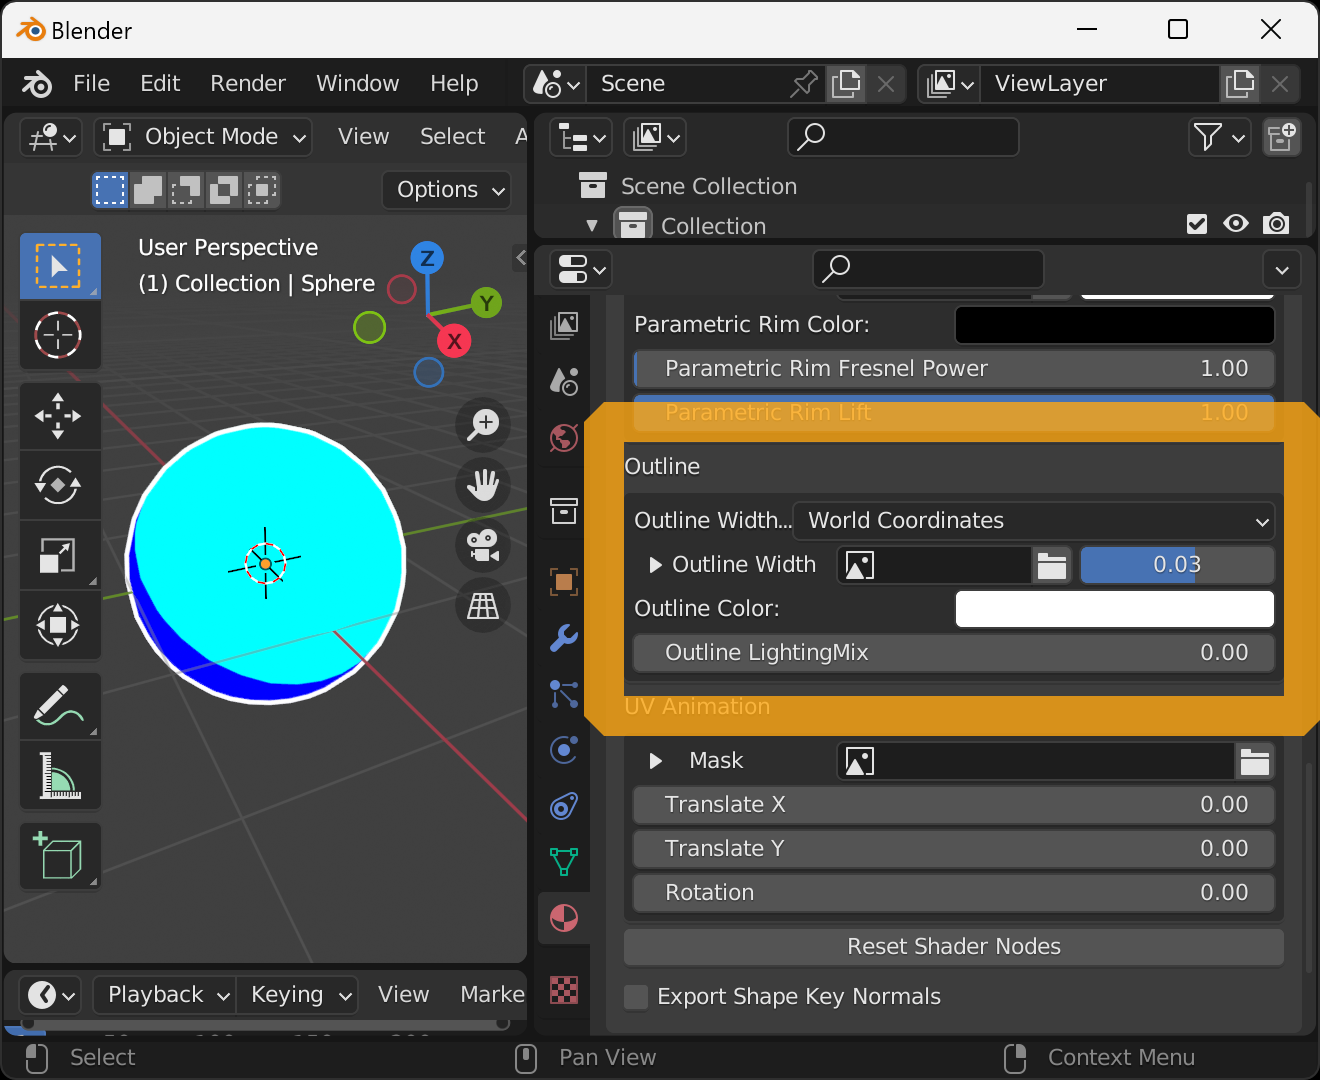 Blender
File Edit Render Window Help Scene ViewLayer
Object Mode View Select A
Options
User Perspective
(1) Collection | Sphere
Z
Y
X
Scene Collection
Collection
Parametric Rim Color:
Parametric Rim Fresnel Power 1.00
Parametric Rim Lift 1.00
Outline
Outline Width... World Coordinates
Outline Width 0.03
Outline Color:
Outline LightingMix 0.00
UV Animation
Mask
Translate X 0.00
Translate Y 0.00
Rotation 0.00
Reset Shader Nodes
Export Shape Key Normals
Playback Keying View Marke
Select Pan View Context Menu